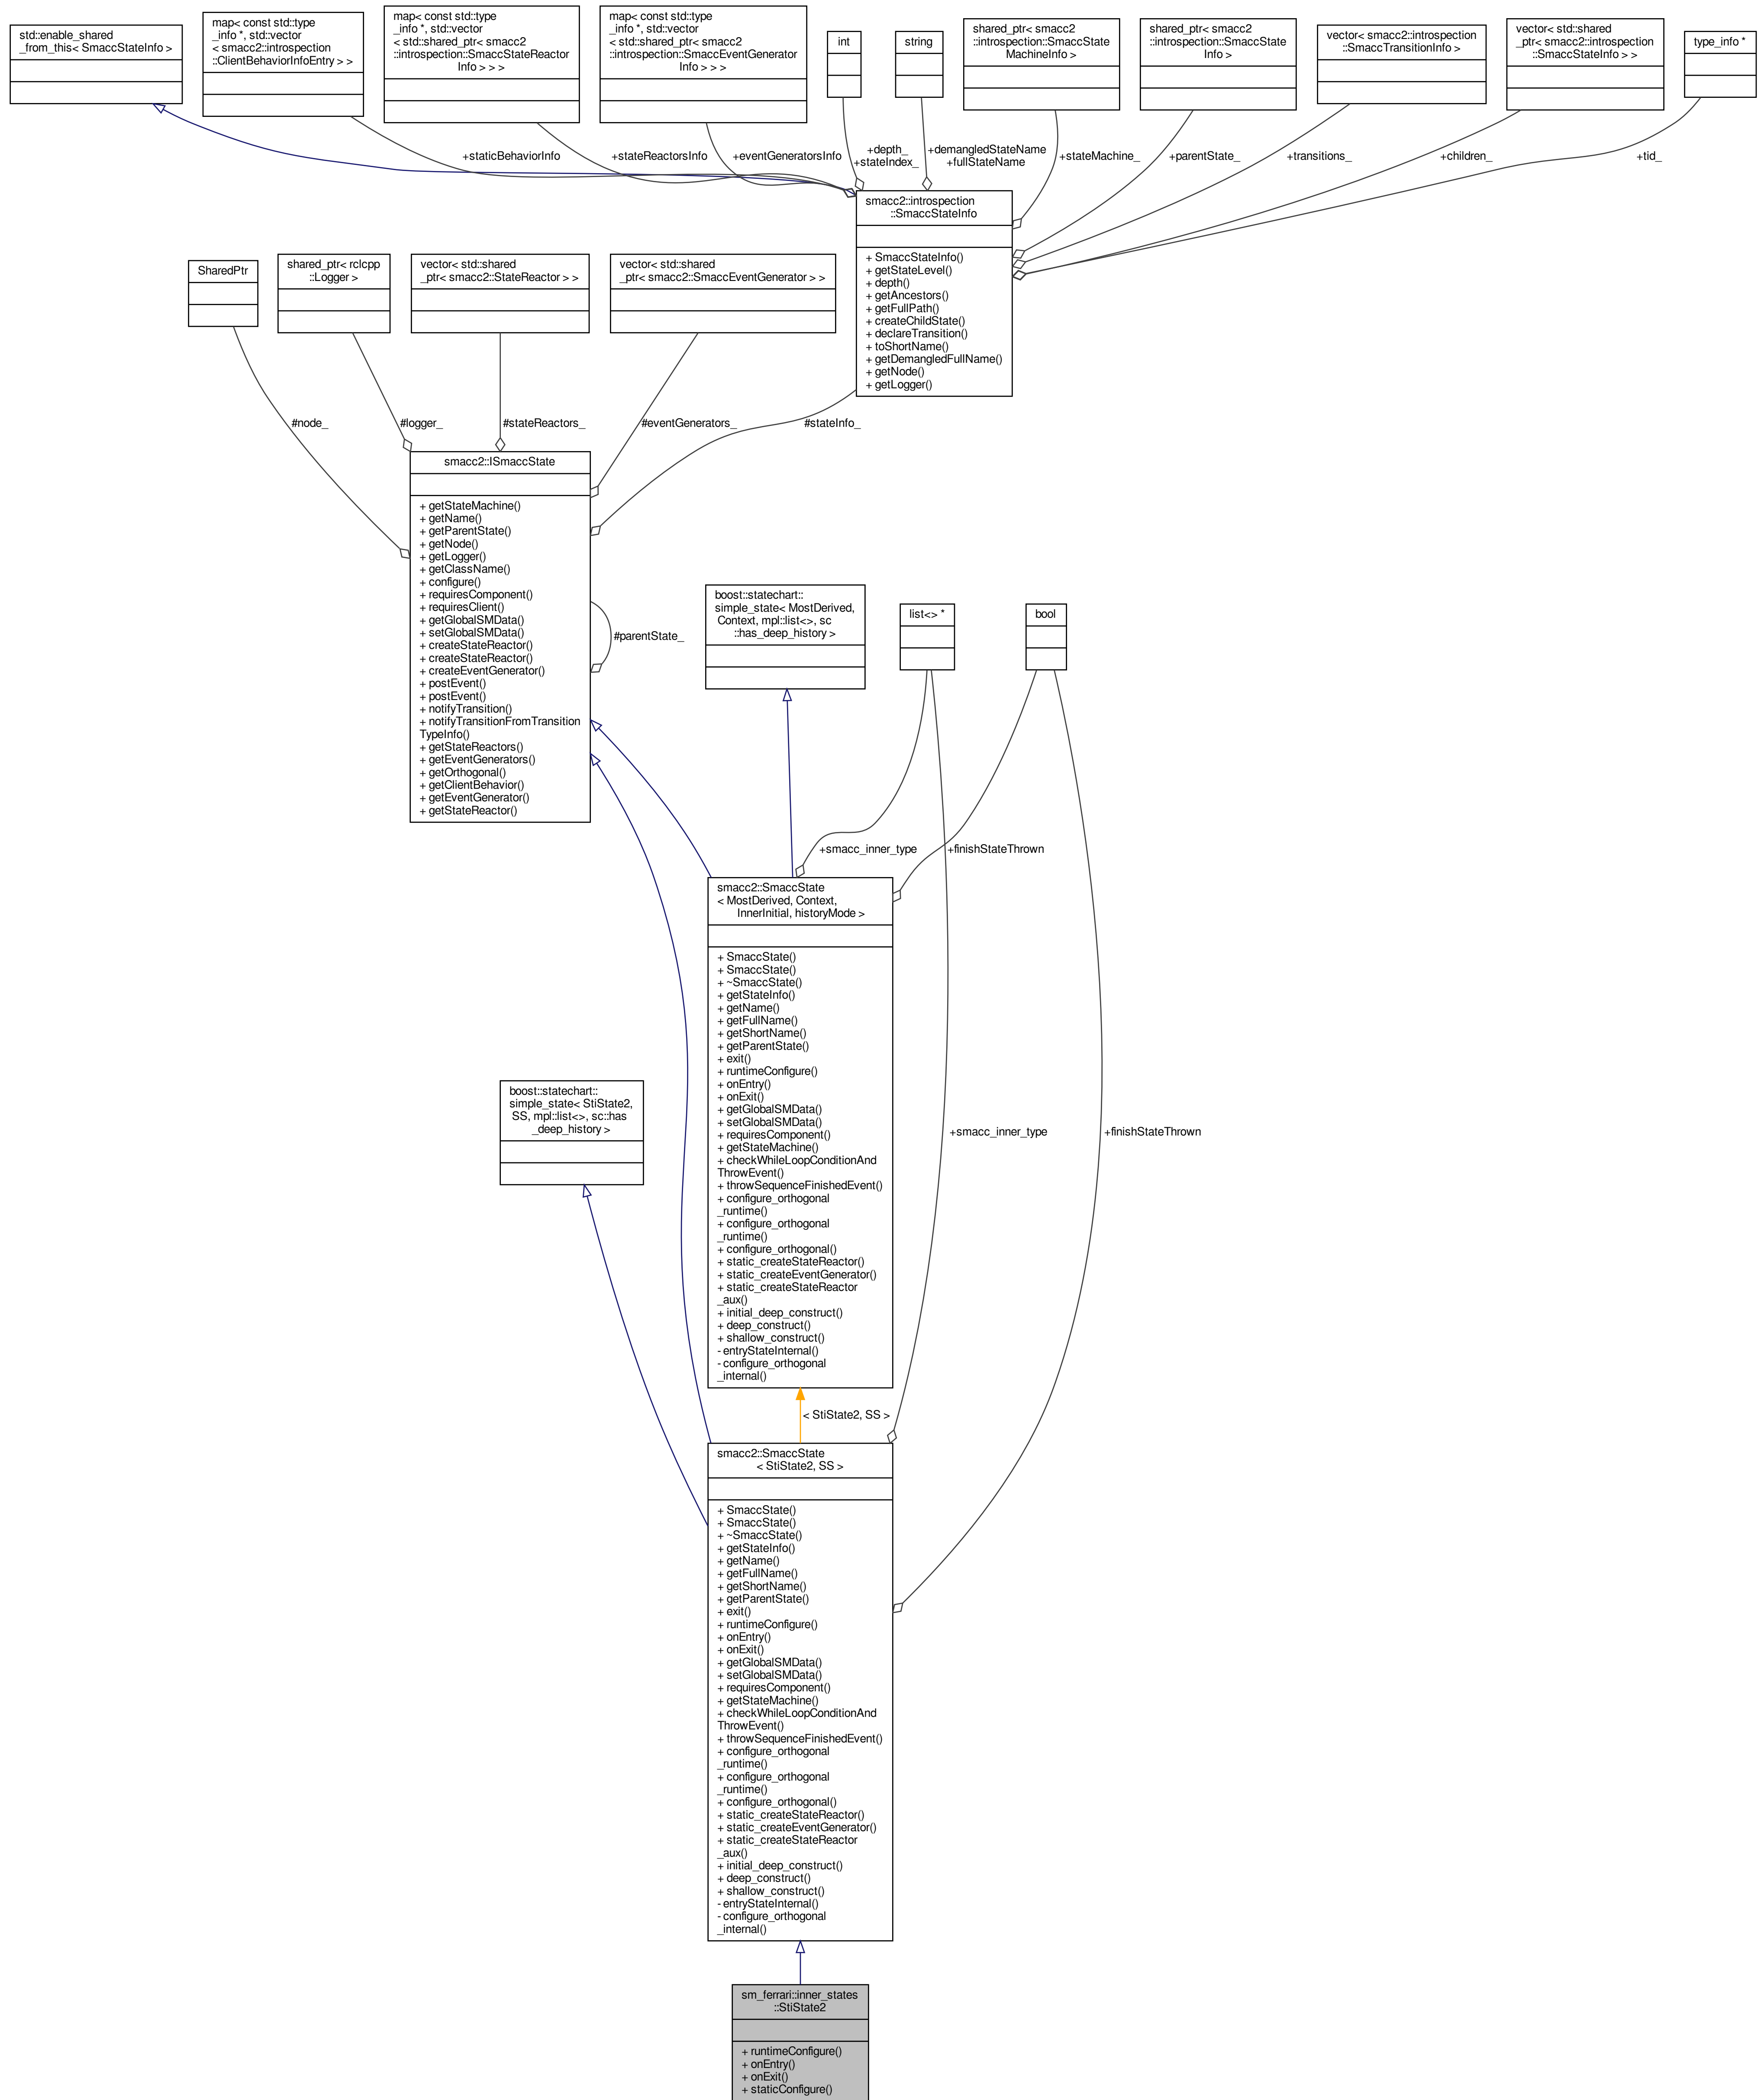 std::enable_shared
_from_this< SmaccStateInfo >
map< const std::type
_info *, std::vector
< smacc2::introspection
::ClientBehaviorInfoEntry > >
map< const std::type
_info *, std::vector
< std::shared_ptr< smacc2
::introspection::SmaccStateReactor
Info > > >
map< const std::type
_info *, std::vector
< std::shared_ptr< smacc2
::introspection::SmaccEventGenerator
Info > > >
int
string
shared_ptr< smacc2
::introspection::SmaccState
MachineInfo >
shared_ptr< smacc2
::introspection::SmaccState
Info >
vector< smacc2::introspection
::SmaccTransitionInfo >
vector< std::shared
_ptr< smacc2::introspection
::SmaccStateInfo > >
type_info *
+staticBehaviorInfo
+stateReactorsInfo
+eventGeneratorsInfo
+depth_
+stateIndex_
+demangledStateName
+fullStateName
+stateMachine_
+parentState_
+transitions_
+children_
+tid_
smacc2::introspection
::SmaccStateInfo
+ SmaccStateInfo()
+ getStateLevel()
+ depth()
+ getAncestors()
+ getFullPath()
+ createChildState()
+ declareTransition()
+ toShortName()
+ getDemangledFullName()
+ getNode()
+ getLogger()
SharedPtr
shared_ptr< rclcpp
::Logger >
vector< std::shared
_ptr< smacc2::StateReactor > >
vector< std::shared
_ptr< smacc2::SmaccEventGenerator > >
#node_
#logger_
#stateReactors_
#eventGenerators_
#stateInfo_
smacc2::ISmaccState
+ getStateMachine()
+ getName()
+ getParentState()
+ getNode()
+ getLogger()
+ getClassName()
+ configure()
+ requiresComponent()
+ requiresClient()
+ getGlobalSMData()
+ setGlobalSMData()
+ createStateReactor()
+ createStateReactor()
+ createEventGenerator()
+ postEvent()
+ postEvent()
+ notifyTransition()
+ notifyTransitionFromTransition
TypeInfo()
+ getStateReactors()
+ getEventGenerators()
+ getOrthogonal()
+ getClientBehavior()
+ getEventGenerator()
+ getStateReactor()
#parentState_
boost::statechart::
simple_state< MostDerived,
Context, mpl::list<>, sc
::has_deep_history >
list<> *
bool
+smacc_inner_type
+finishStateThrown
smacc2::SmaccState
< MostDerived, Context,
InnerInitial, historyMode >
+ SmaccState()
+ SmaccState()
+ ~SmaccState()
+ getStateInfo()
+ getName()
+ getFullName()
+ getShortName()
+ getParentState()
+ exit()
+ runtimeConfigure()
+ onEntry()
+ onExit()
+ getGlobalSMData()
+ setGlobalSMData()
+ requiresComponent()
+ getStateMachine()
+ checkWhileLoopConditionAnd
ThrowEvent()
+ throwSequenceFinishedEvent()
+ configure_orthogonal
_runtime()
+ configure_orthogonal
_runtime()
+ configure_orthogonal()
+ static_createStateReactor()
+ static_createEventGenerator()
+ static_createStateReactor
_aux()
+ initial_deep_construct()
+ deep_construct()
+ shallow_construct()
- entryStateInternal()
- configure_orthogonal
_internal()
boost::statechart::
simple_state< StiState2,
SS, mpl::list<>, sc::has
_deep_history >
+smacc_inner_type
+finishStateThrown
< StiState2, SS >
smacc2::SmaccState
< StiState2, SS >
+ SmaccState()
+ SmaccState()
+ ~SmaccState()
+ getStateInfo()
+ getName()
+ getFullName()
+ getShortName()
+ getParentState()
+ exit()
+ runtimeConfigure()
+ onEntry()
+ onExit()
+ getGlobalSMData()
+ setGlobalSMData()
+ requiresComponent()
+ getStateMachine()
+ checkWhileLoopConditionAnd
ThrowEvent()
+ throwSequenceFinishedEvent()
+ configure_orthogonal
_runtime()
+ configure_orthogonal
_runtime()
+ configure_orthogonal()
+ static_createStateReactor()
+ static_createEventGenerator()
+ static_createStateReactor
_aux()
+ initial_deep_construct()
+ deep_construct()
+ shallow_construct()
- entryStateInternal()
- configure_orthogonal
_internal()
sm_ferrari::inner_states
::StiState2
+ runtimeConfigure()
+ onEntry()
+ onExit()
+ staticConfigure()